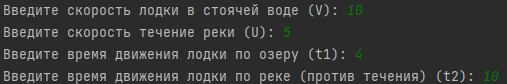 Введите скорость лодки в стоячей воде (V): 10
Введите скорость течение реки (U): 5
Введите время движения лодки по озеру (t1): 4
Введите время движения лодки по реке (против течения) (t2): 10